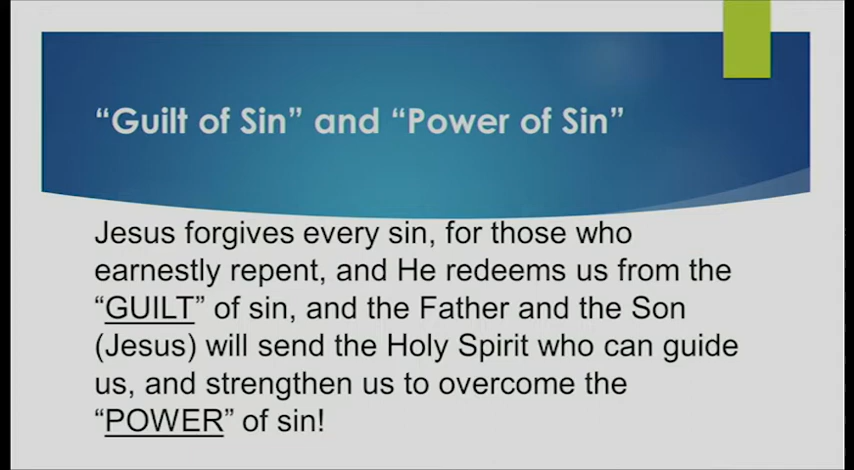 “Guilt of Sin” and “Power of Sin”
Jesus forgives every sin, for those who
earnestly repent, and He redeems us from the
“GUILT” of sin, and the Father and the Son
(Jesus) will send the Holy Spirit who can guide
us, and strengthen us to overcome the
“POWER” of sin!